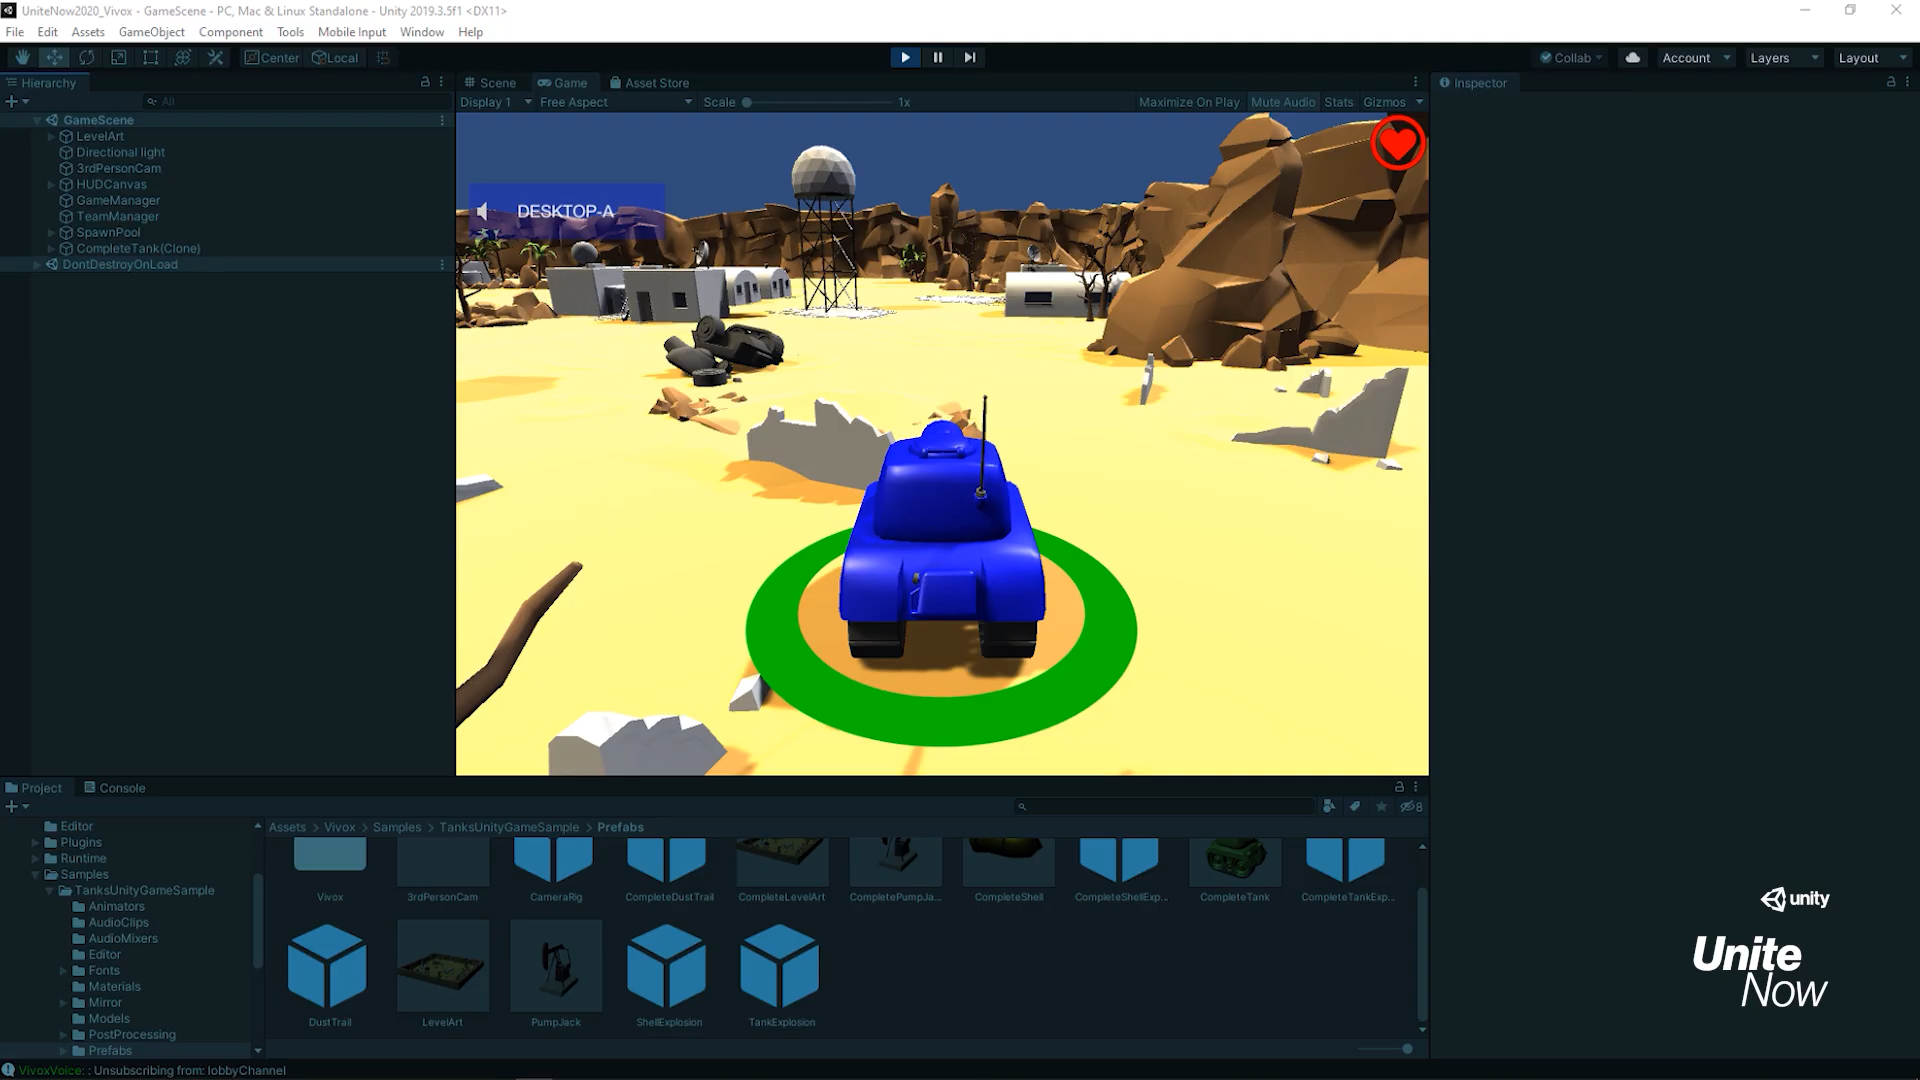 UniteNow2020_Vivox - GameScene - PC, Mac & Linux Standalone - Unity 2019.3.5f1 <DX11>
File Edit Assets GameObject Component Tools Mobile Input Window Help
Center Local Collab Account Layers Layout
Hierarchy
All
GameScene
LevelArt
Directional light
3rdPersonCam
HUDCanvas
GameManager
TeamManager
SpawnPool
CompleteTank(Clone)
DontDestroyOnLoad
Scene Game Asset Store
Display 1 Free Aspect Scale 1x Maximize On Play Mute Audio Stats Gizmos
DESKTOP-A
Inspector
Project Console
8
Editor
Plugins
Runtime
Samples
TanksUnityGameSample
Animators
AudioClips
AudioMixers
Editor
Fonts
Materials
Mirror
Models
PostProcessing
Prefabs
Assets > Vivox > Samples > TanksUnityGameSample > Prefabs
Vivox 3rdPersonCam CameraRig CompleteDustTrail CompleteLevelArt CompletePumpJa... CompleteShell CompleteShellExp... CompleteTank CompleteTankExp...
DustTrail LevelArt PumpJack ShellExplosion TankExplosion
unity
Unite
Now
VivoxVoice: : Unsubscribing from: lobbyChannel